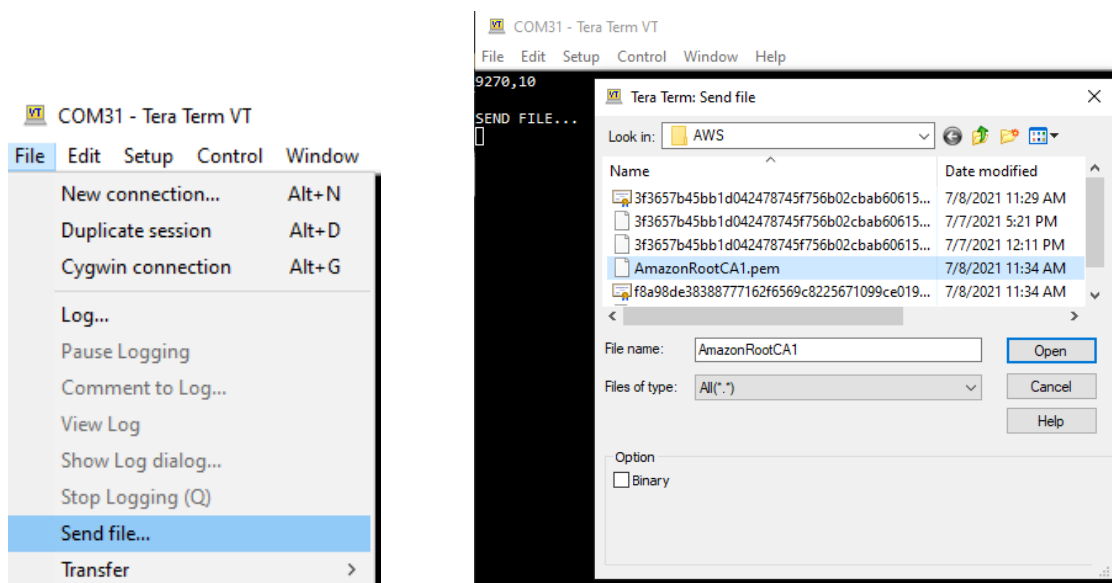 COM31 - Tera Term VT
File Edit Setup Control Window
New connection... Alt+N
Duplicate session Alt+D
Cygwin connection Alt+G
Log...
Pause Logging
Comment to Log...
View Log
Show Log dialog...
Stop Logging (Q)
Send file...
Transfer >
COM31 - Tera Term VT
File Edit Setup Control Window Help
9270,10
SEND FILE...
Tera Term: Send file
Look in: AWS
Name Date modified
3f3657b45bb1d042478745f756b02cbab60615... 7/8/2021 11:29 AM
3f3657b45bb1d042478745f756b02cbab60615... 7/7/2021 5:21 PM
3f3657b45bb1d042478745f756b02cbab60615... 7/7/2021 12:11 PM
AmazonRootCA1.pem 7/8/2021 11:34 AM
f8a98de38388777162f6569c8225671099ce019... 7/8/2021 11:34 AM
File name: AmazonRootCA1 Open
Files of type: All(*.*) Cancel
Help
Option
Binary